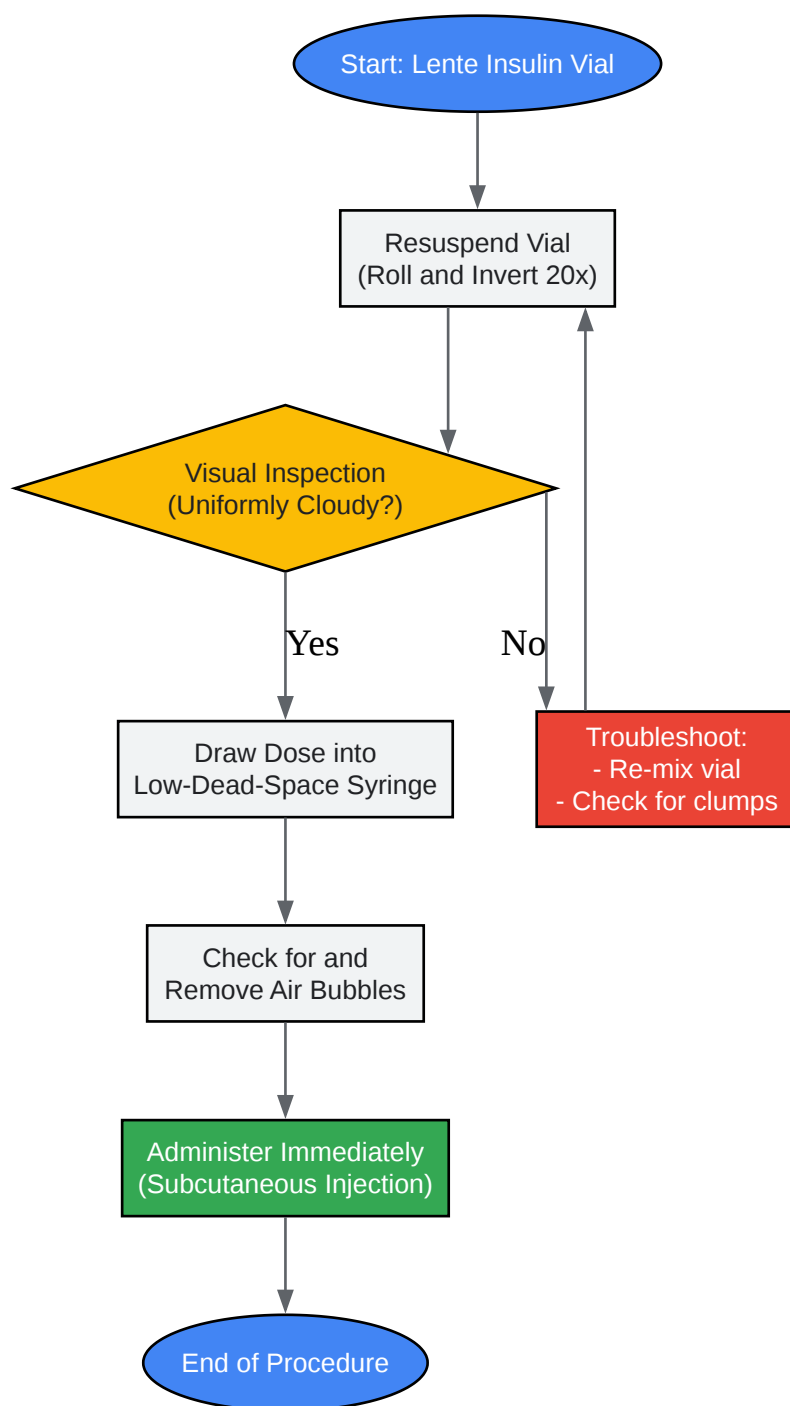 Start: Lente Insulin Vial
Resuspend Vial
(Roll and Invert 20x)
Visual Inspection
(Uniformly Cloudy?)
Yes
No
Draw Dose into
Low-Dead-Space Syringe
Troubleshoot:
- Re-mix vial
- Check for clumps
Check for and
Remove Air Bubbles
Administer Immediately
(Subcutaneous Injection)
End of Procedure